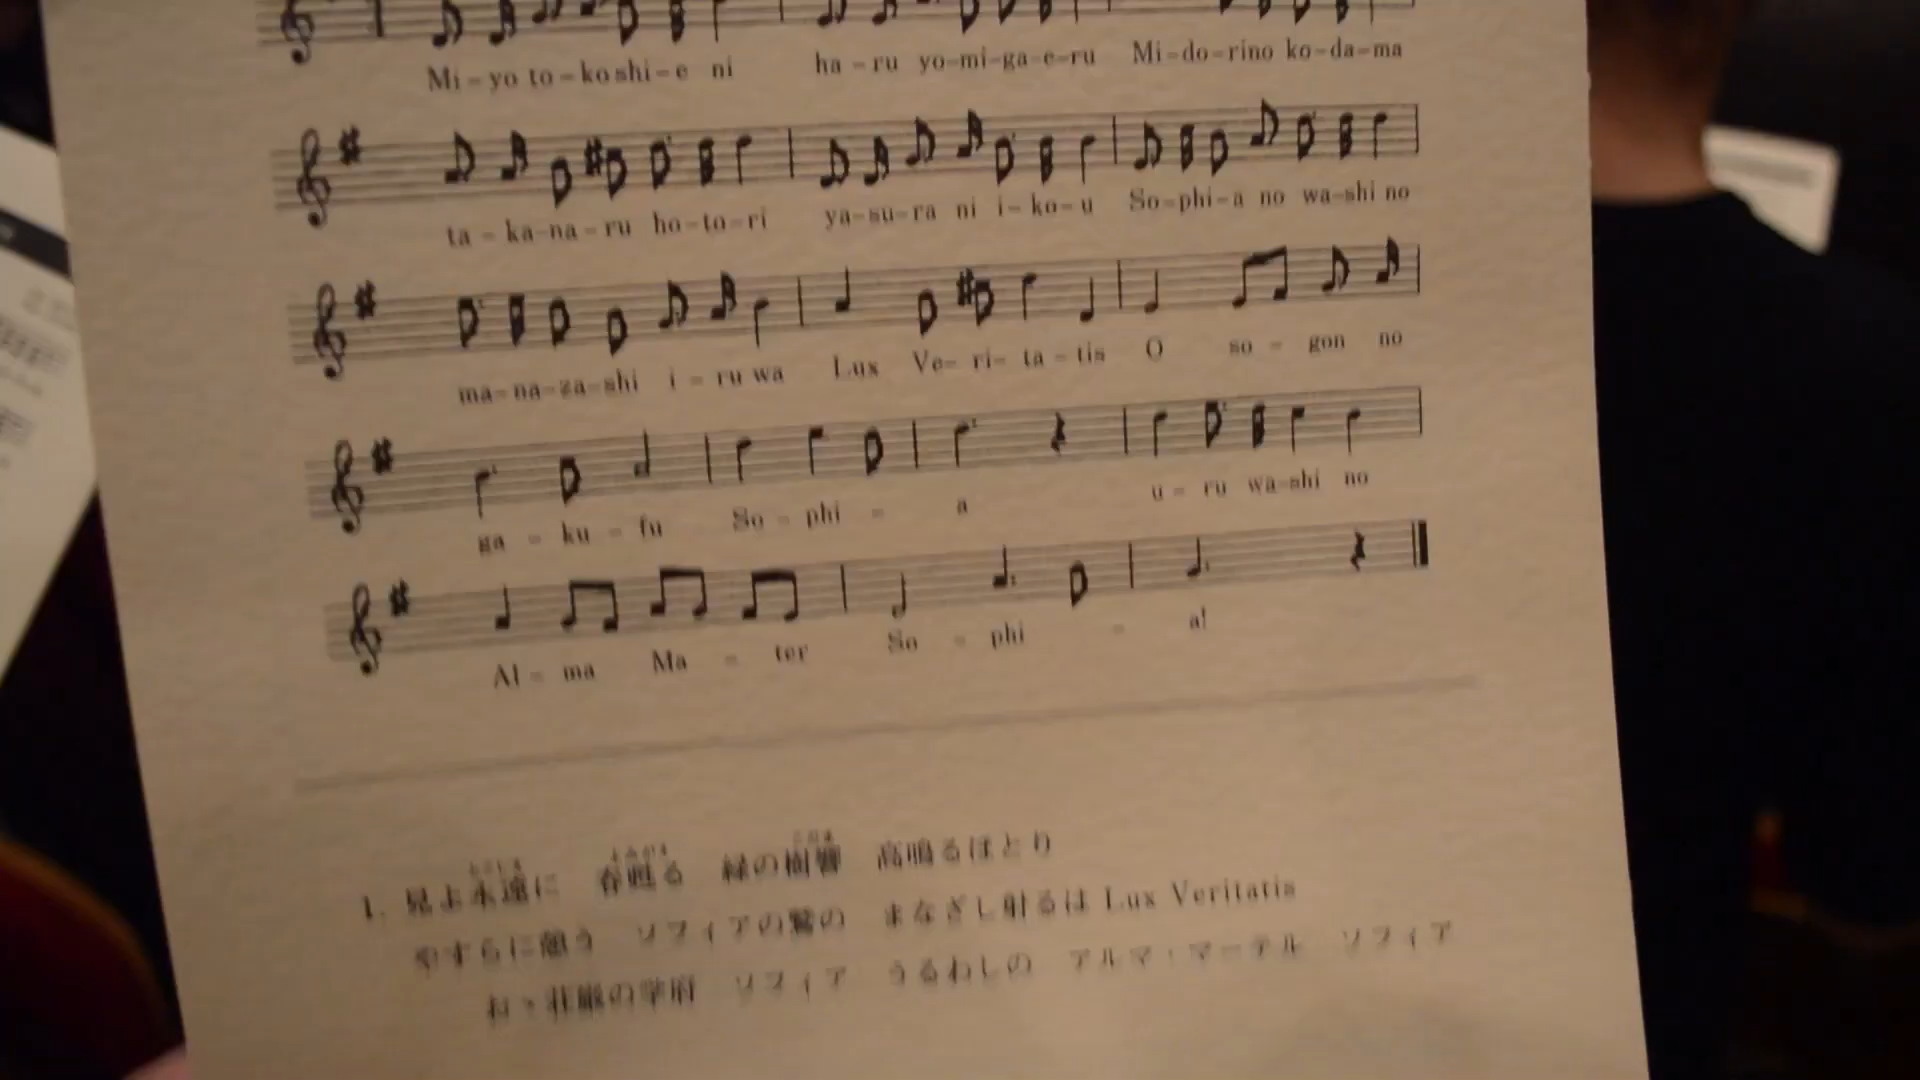 Mi-yo to-koshi-e ni ha-ru yo-mi-ga-e-ru Mi-do-rino ko-da-ma
ta-ka-na-ru ho-to-ri ya-su-ra ni i-ko-u So-phi-a no wa-shi no
ma-na-za-shi i-ru wa Lux Ve-ri-ta-tis O so-gon no
ga-ku-fu So-phi-a u-ru wa-shi no
Al-ma Ma-ter So-phi-a!
1. 見よ永遠に 春甦る 緑の樹響 高鳴るほとり
やすらに憩う ソフィアの鷲の まなざし射るは Lux Veritatis
おゝ荘厳の学府 ソフィア うるわしの アルマ・マーテル ソフィア